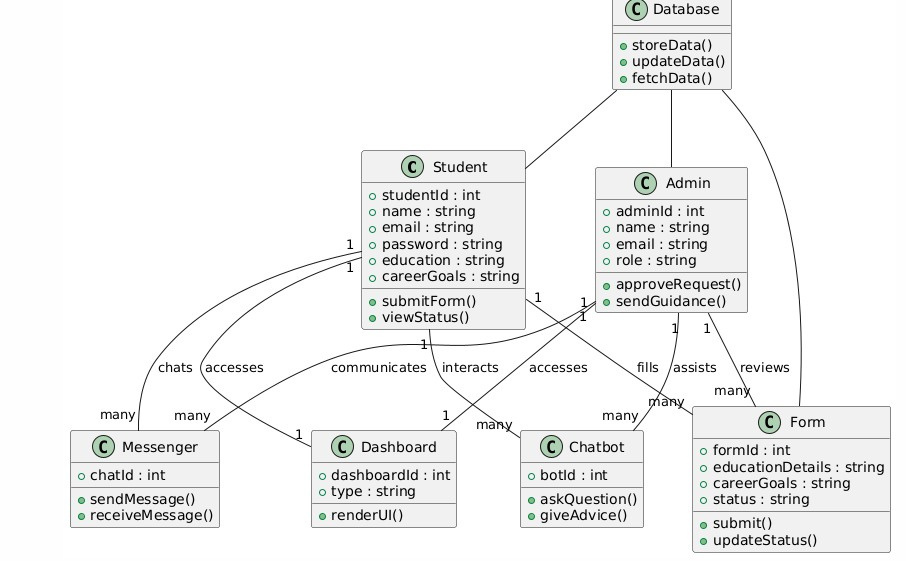 C Database
storeData()
updateData()
fetchData()
C Student
studentId : int
name : string
email : string
password : string
education : string
careerGoals : string
submitForm()
viewStatus()
C Admin
adminId : int
name : string
email : string
role : string
approveRequest()
sendGuidance()
1
1
1
1
1
1
1
1
chats
accesses
communicates
interacts
accesses
fills
assists
reviews
many
many
1
1
many
many
many
many
C Messenger
chatId : int
sendMessage()
receiveMessage()
C Dashboard
dashboardId : int
type : string
renderUI()
C Chatbot
botId : int
askQuestion()
giveAdvice()
C Form
formId : int
educationDetails : string
careerGoals : string
status : string
submit()
updateStatus()